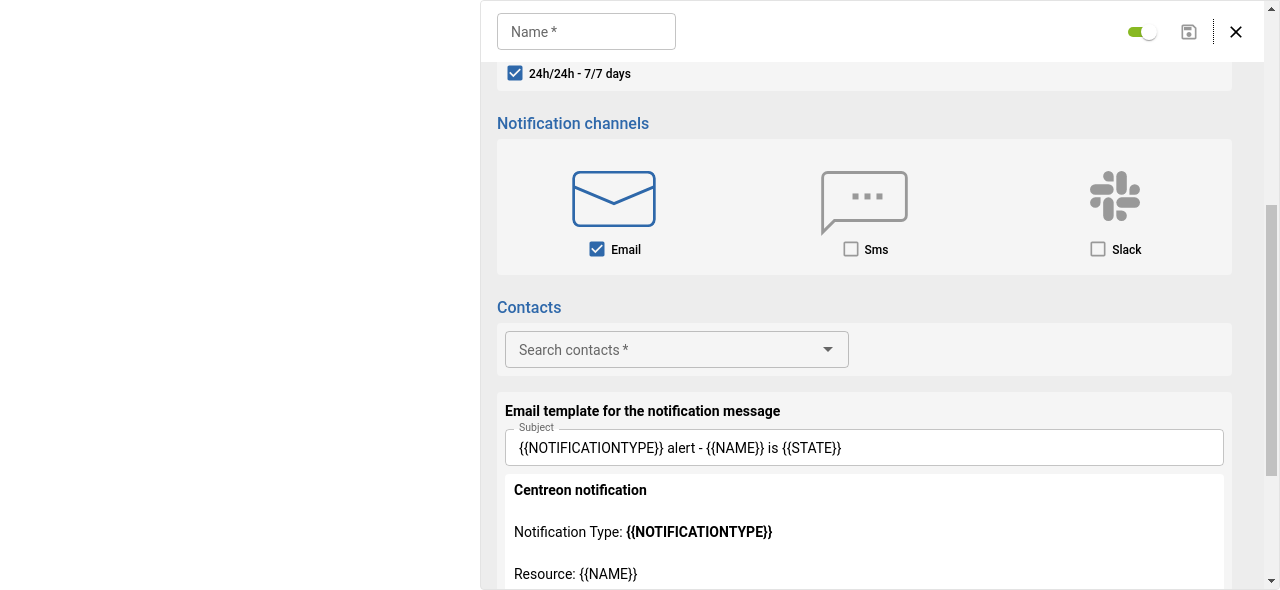 Name *
24h/24h - 7/7 days
Notification channels
Email
Sms
Slack
Contacts
Search contacts *
Email template for the notification message
Subject
{{NOTIFICATIONTYPE}} alert - {{NAME}} is {{STATE}}
Centreon notification
Notification Type: {{NOTIFICATIONTYPE}}
Resource: {{NAME}}